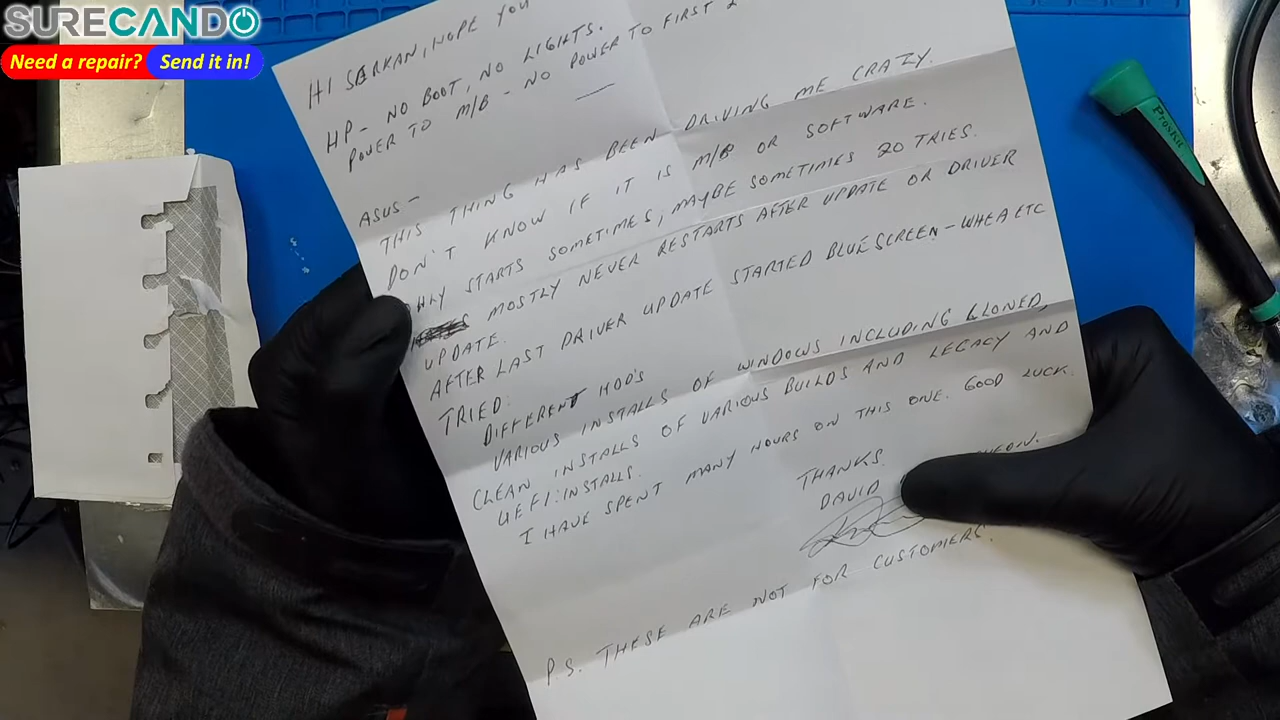 SURECANDO
Need a repair? Send it in!
HI SERKAN, HOPE YOU
HP - NO BOOT, NO LIGHTS.
POWER TO M/B - NO POWER TO FIRST 2
ASUS -
THIS THING HAS BEEN DRIVING ME CRAZY.
DON'T KNOW IF IT IS M/B OR SOFTWARE.
ONLY STARTS SOMETIMES, MAYBE SOMETIMES 20 TRIES.
MOSTLY NEVER RESTARTS AFTER UPDATE OR DRIVER
UPDATE.
AFTER LAST DRIVER UPDATE STARTED BLUESCREEN - WHEA ETC
TRIED:
DIFFERENT HDD'S
VARIOUS INSTALLS OF WINDOWS INCLUDING CLONED,
CLEAN INSTALLS OF VARIOUS BUILDS AND LEGACY AND
UEFI: INSTALLS.
I HAVE SPENT MANY HOURS ON THIS ONE. GOOD LUCK.
THANKS.
DAVID
P.S. THESE ARE NOT FOR CUSTOMERS.
ProsKit